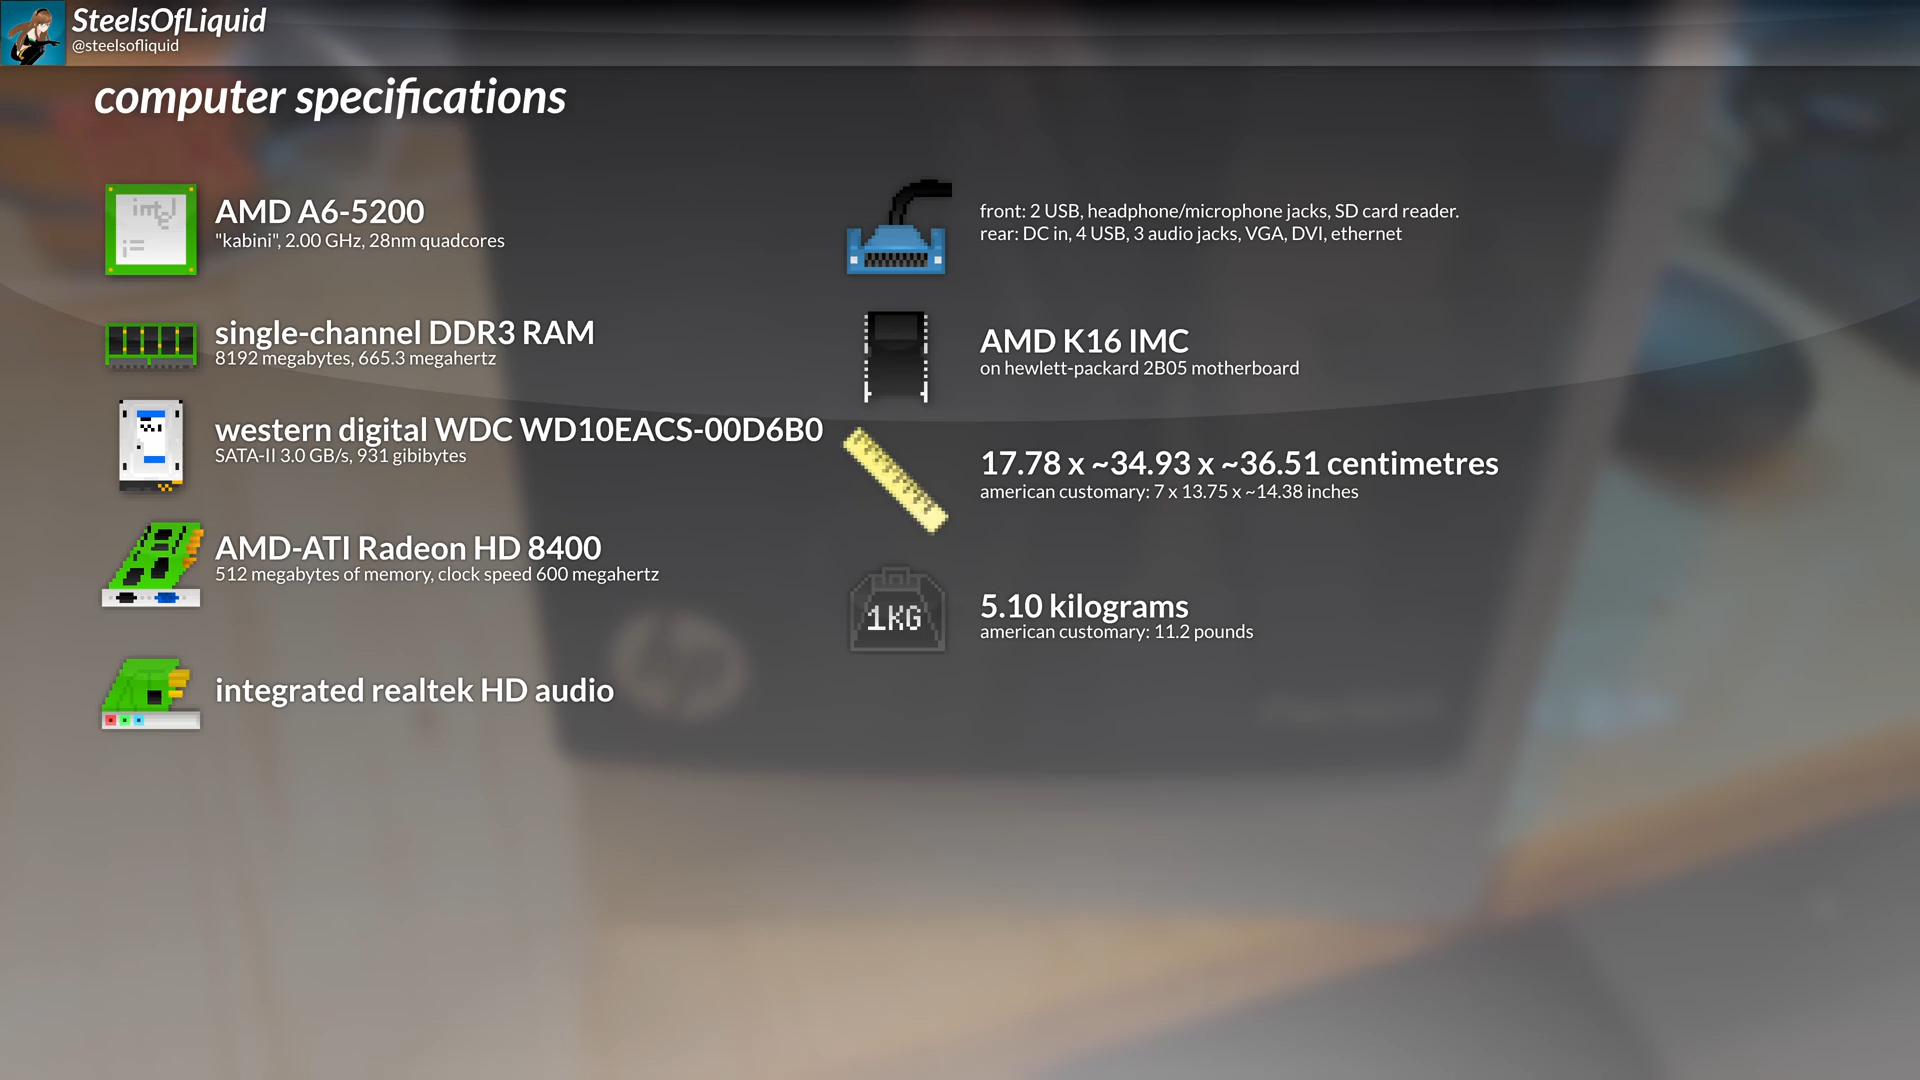 SteelsOfLiquid
@steelsofliquid
computer specifications
intel
AMD A6-5200
"kabini", 2.00 GHz, 28nm quadcores
single-channel DDR3 RAM
8192 megabytes, 665.3 megahertz
western digital WDC WD10EACS-00D6B0
SATA-II 3.0 GB/s, 931 gibibytes
AMD-ATI Radeon HD 8400
512 megabytes of memory, clock speed 600 megahertz
integrated realtek HD audio
front: 2 USB, headphone/microphone jacks, SD card reader.
rear: DC in, 4 USB, 3 audio jacks, VGA, DVI, ethernet
AMD K16 IMC
on hewlett-packard 2B05 motherboard
17.78 x ~34.93 x ~36.51 centimetres
american customary: 7 x 13.75 x ~14.38 inches
1KG
5.10 kilograms
american customary: 11.2 pounds
hp